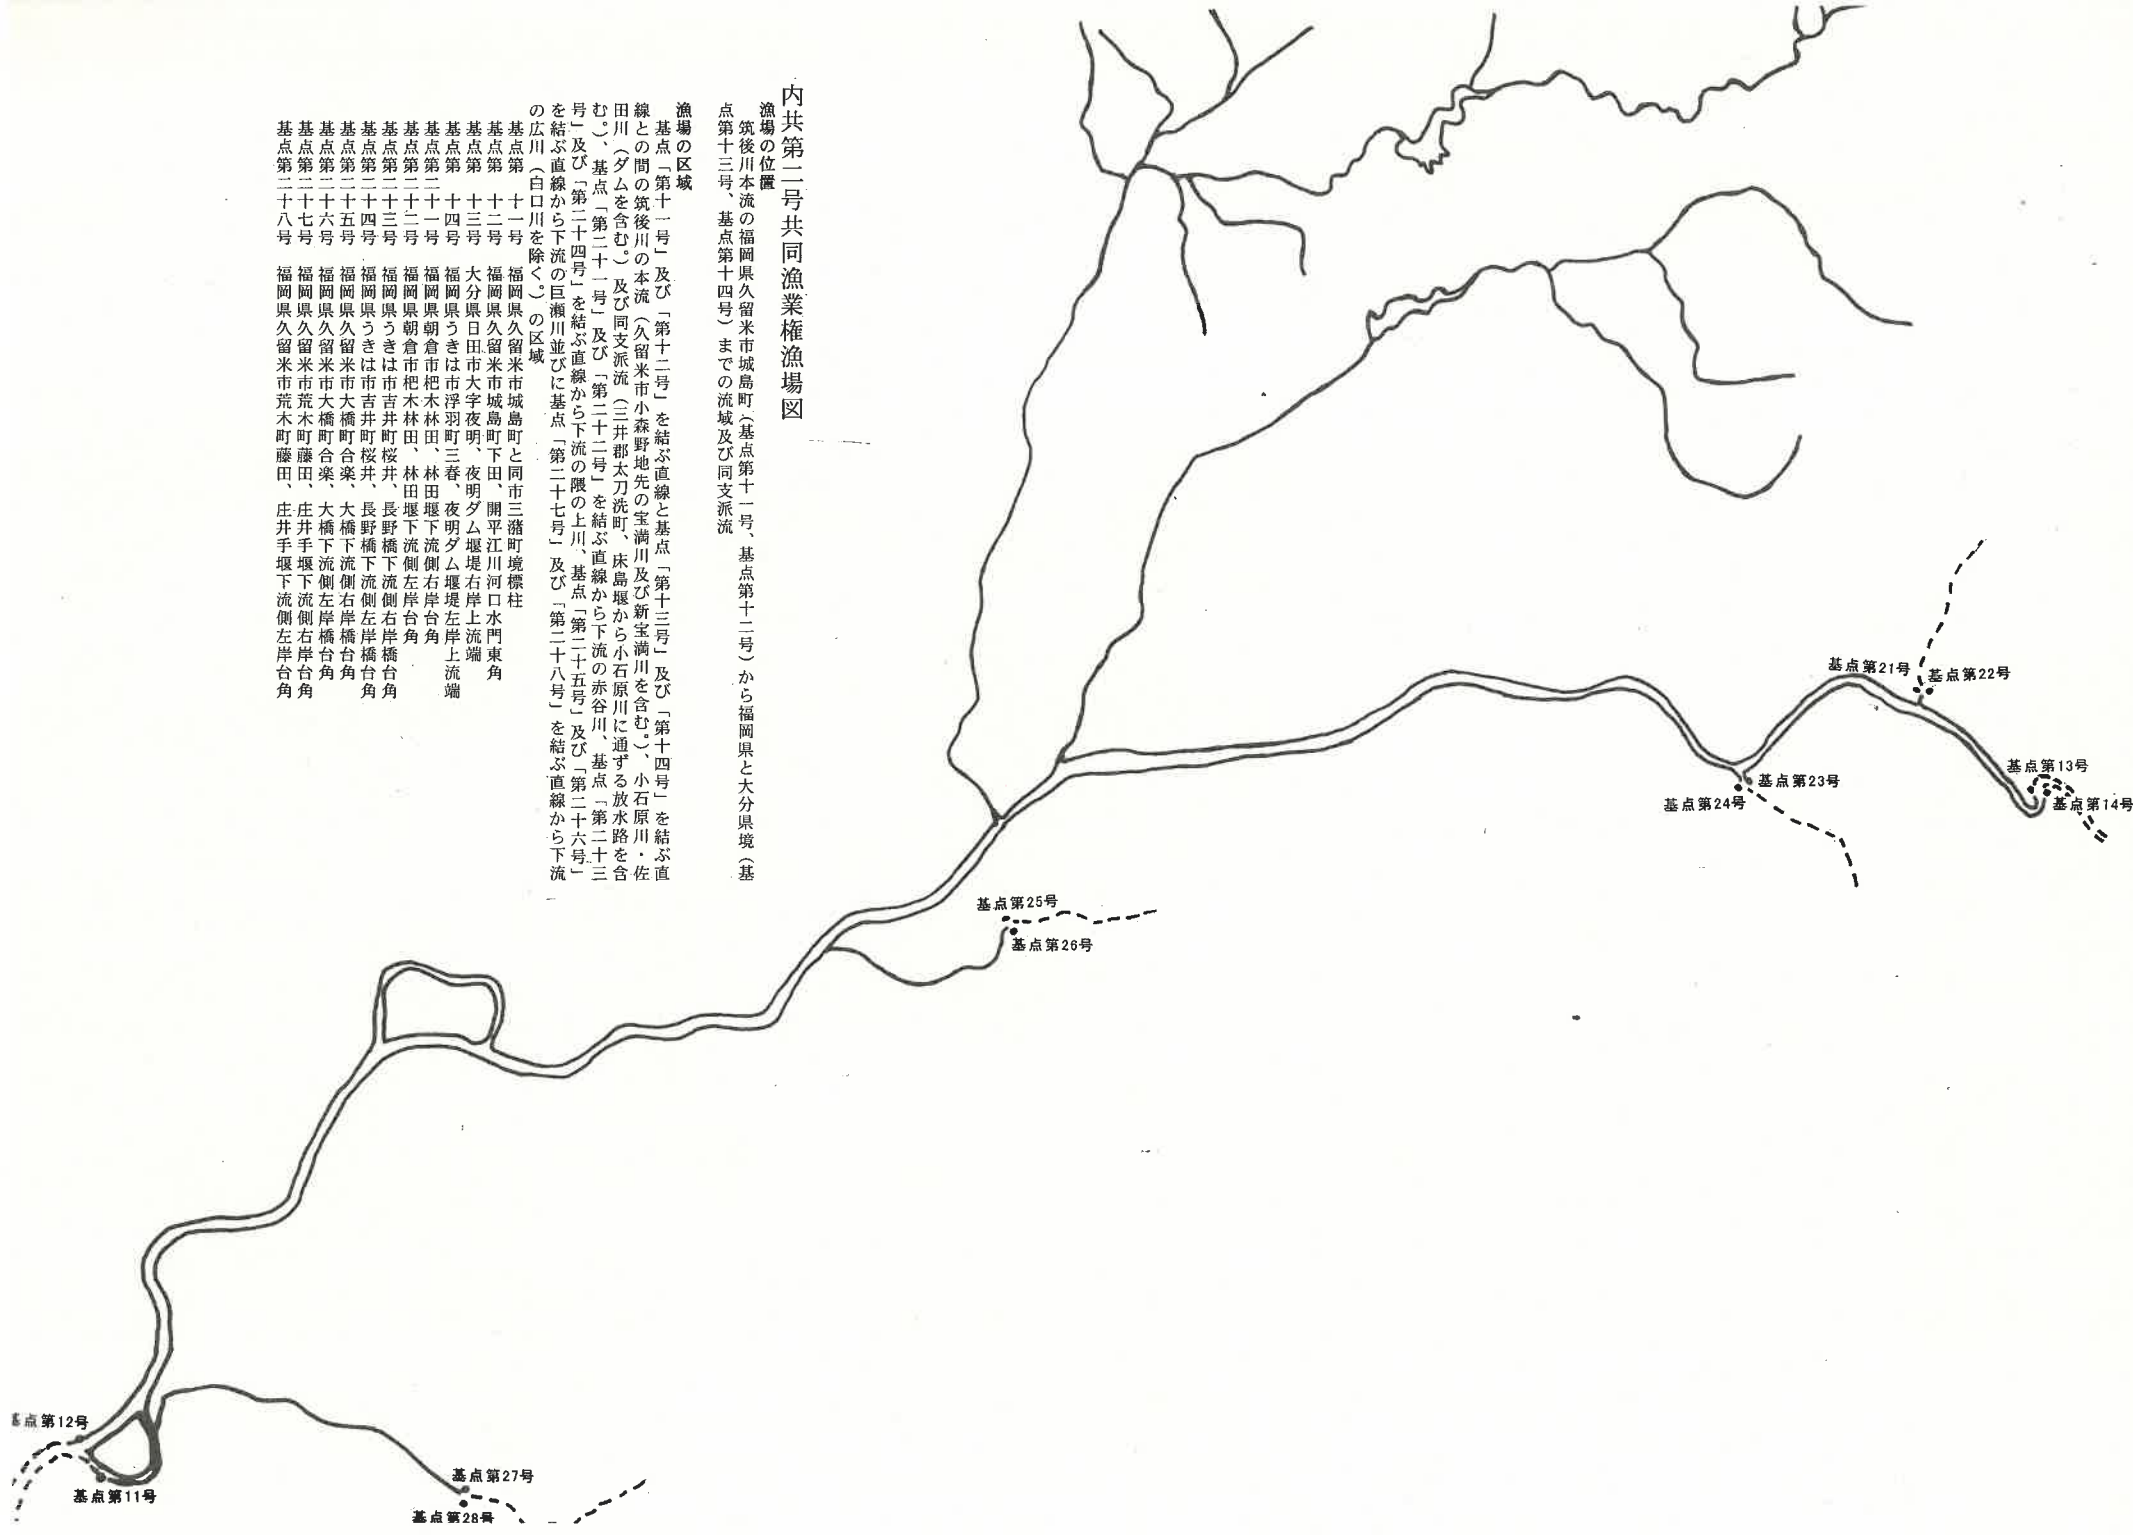 内共第二号共同漁業権漁場図
漁場の位置
筑後川本流の福岡県久留米市城島町(基点第十一号、基点第十二号)から福岡県と大分県境(基
点第十三号、基点第十四号)までの流域及び同支派流
漁場の区域
基点「第十一号」及び「第十二号」を結ぶ直線と基点「第十三号」及び「第十四号」を結ぶ直
線との間の筑後川の本流(久留米市小森野地先の宝満川及び新宝満川を含む。)、小石原川・佐
田川(ダムを含む。)及び同支派流(三井郡太刀洗町、床島堰から小石原川に通ずる放水路を含
む。)、基点「第二十一号」及び「第二十二号」を結ぶ直線から下流の赤谷川、基点「第二十三
号」及び「第二十四号」を結ぶ直線から下流の隈の上川、基点「第二十五号」及び「第二十六号」
を結ぶ直線から下流の巨瀬川並びに基点「第二十七号」及び「第二十八号」を結ぶ直線から下流
の広川(白口川を除く。)の区域
基点第 十一号 福岡県久留米市城島町と同市三潴町境標柱
基点第 十二号 福岡県久留米市城島町下田、開平江川河口水門東角
基点第 十三号 大分県日田市大字夜明、夜明ダム堰堤右岸上流端
基点第 十四号 福岡県うきは市浮羽町三春、夜明ダム堰堤左岸上流端
基点第二十一号 福岡県朝倉市杷木林田、林田堰下流側右岸台角
基点第二十二号 福岡県朝倉市杷木林田、林田堰下流側左岸台角
基点第二十三号 福岡県うきは市吉井町桜井、長野橋下流側右岸橋台角
基点第二十四号 福岡県うきは市吉井町桜井、長野橋下流側左岸橋台角
基点第二十五号 福岡県久留米市大橋町合楽、大橋下流側右岸橋台角
基点第二十六号 福岡県久留米市大橋町合楽、大橋下流側左岸橋台角
基点第二十七号 福岡県久留米市荒木町藤田、庄井手堰下流側右岸台角
基点第二十八号 福岡県久留米市荒木町藤田、庄井手堰下流側左岸台角
基点第21号
基点第22号
基点第13号
基点第14号
基点第23号
基点第24号
基点第25号
基点第26号
基点第12号
基点第11号
基点第27号
基点第28号